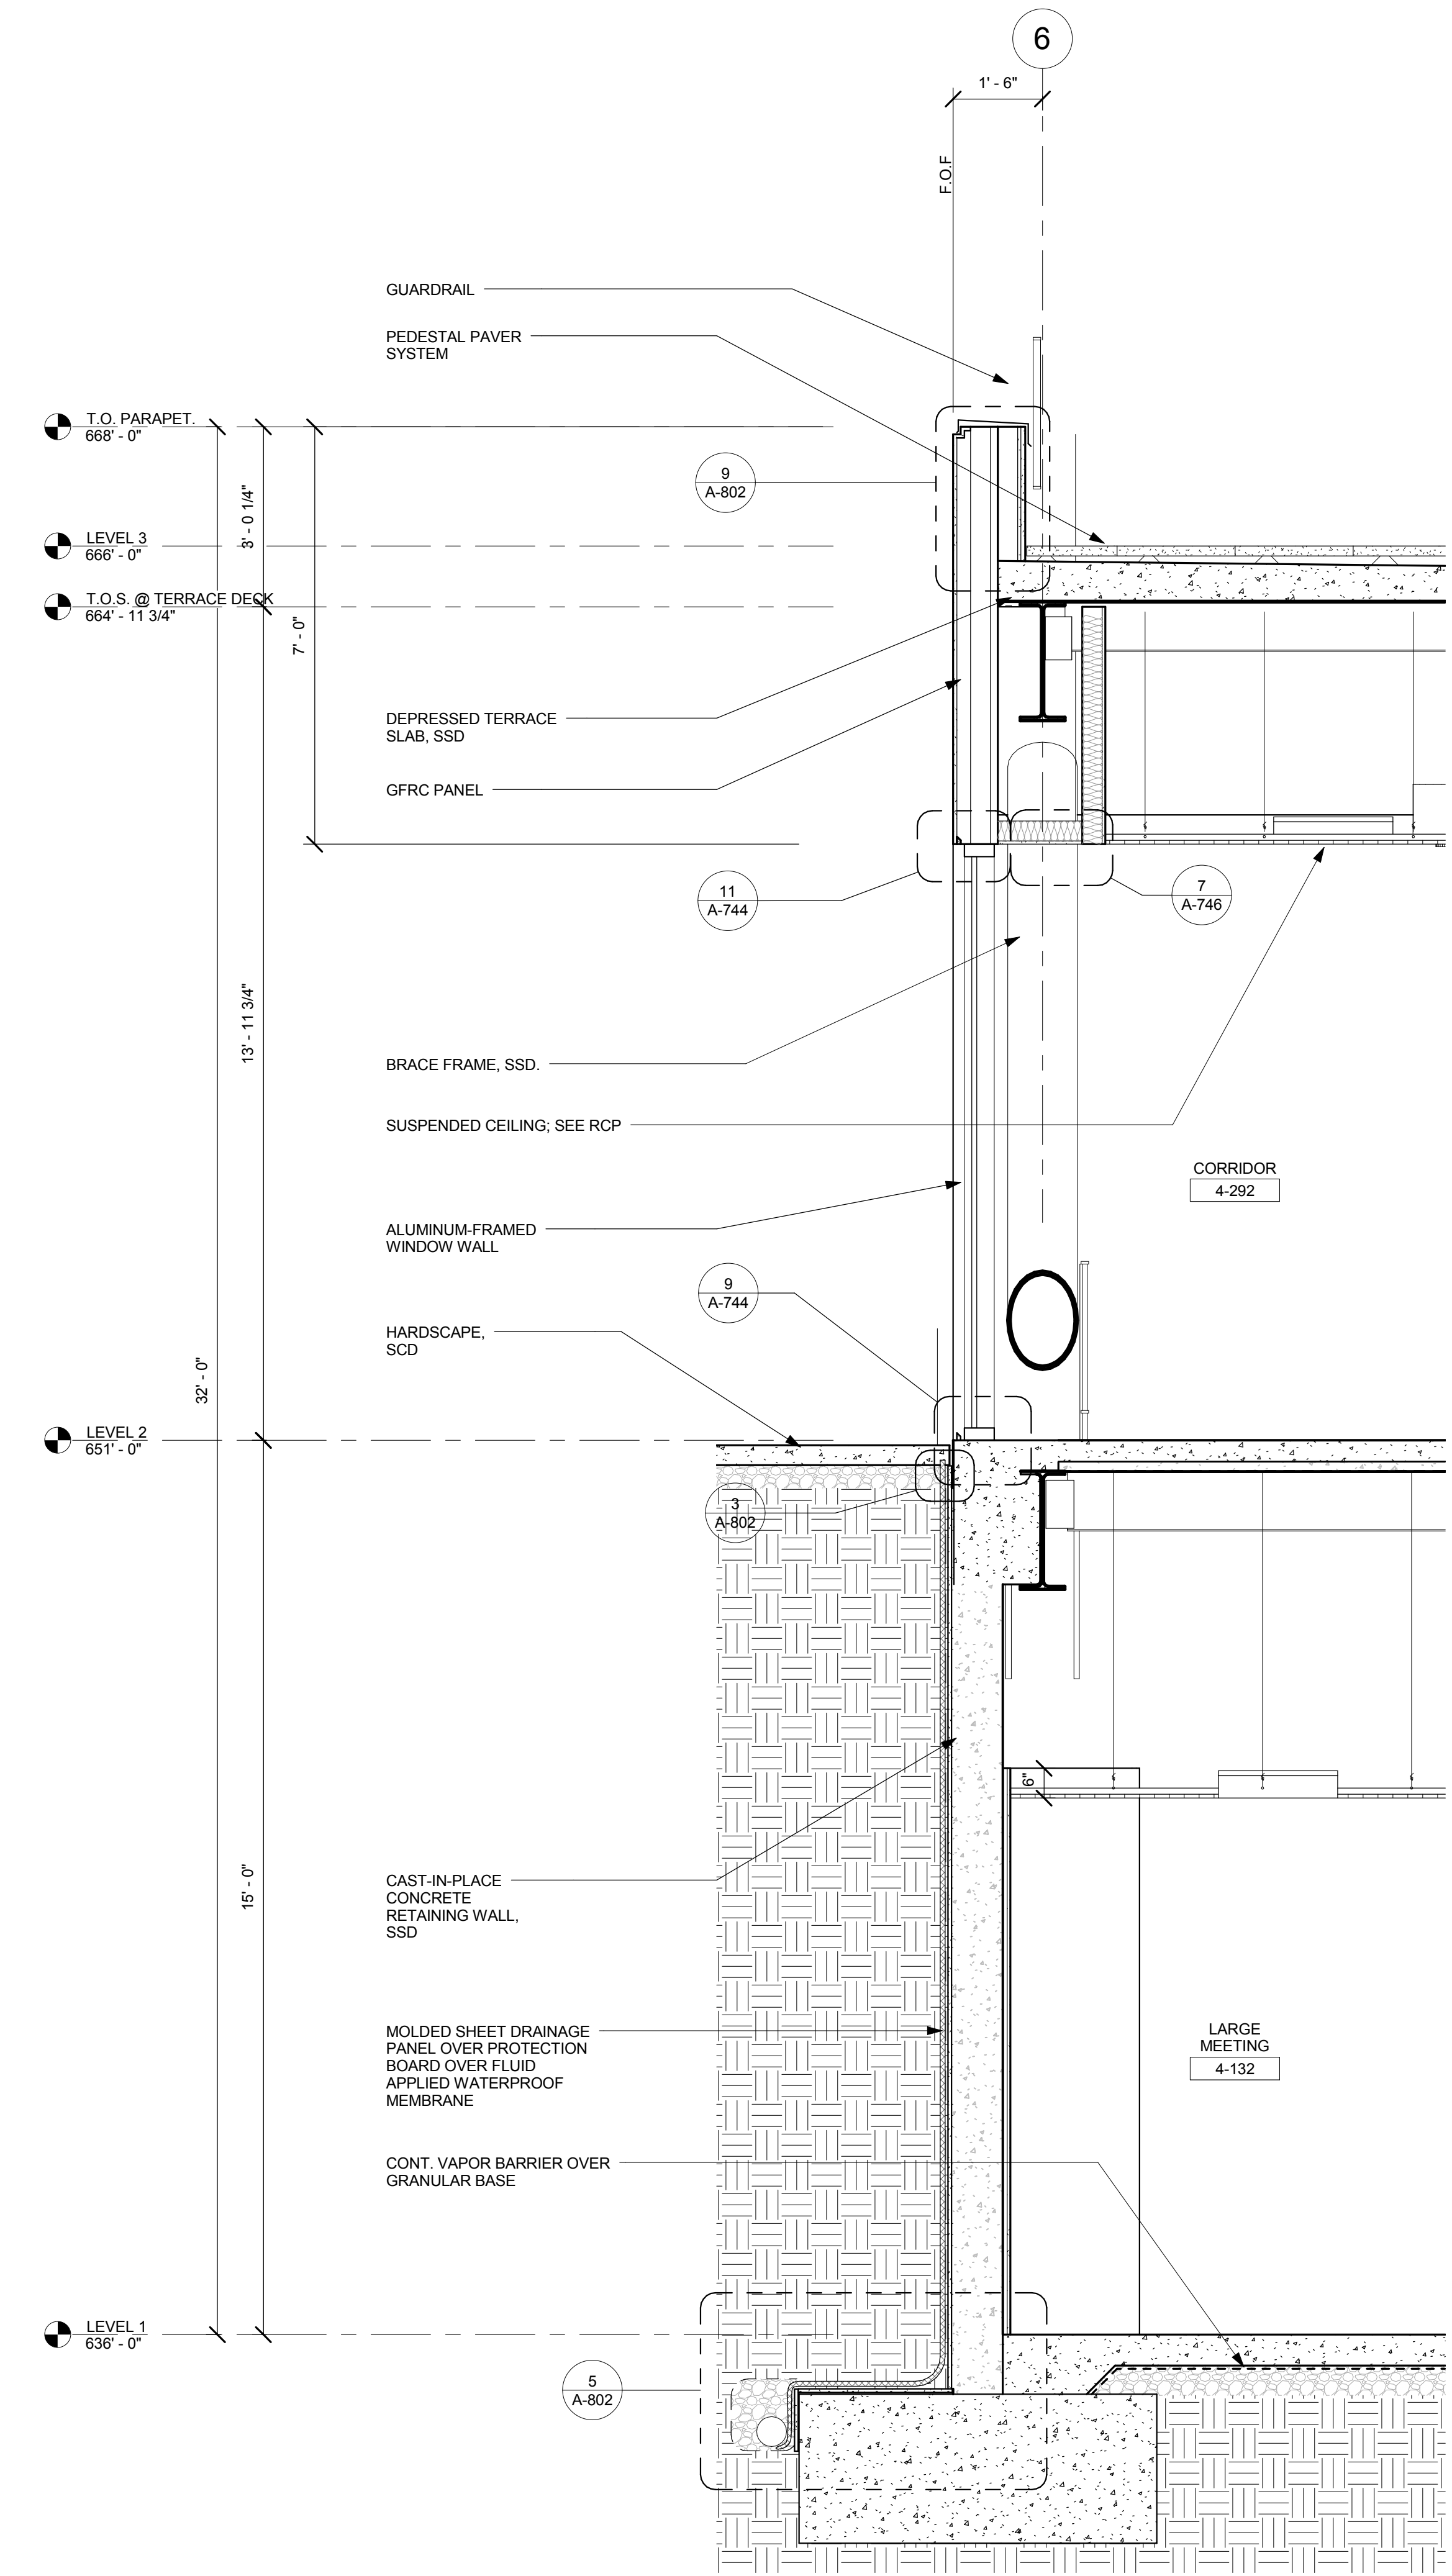 6
1' - 6"
F.O.F
GUARDRAIL
PEDESTAL PAVER
SYSTEM
T.O. PARAPET.
668' - 0"
9
A-802
3' - 0 1/4"
LEVEL 3
666' - 0"
T.O.S. @ TERRACE DECK
664' - 11 3/4"
7' - 0"
DEPRESSED TERRACE
SLAB, SSD
GFRC PANEL
11
A-744
7
A-746
13' - 11 3/4"
BRACE FRAME, SSD.
SUSPENDED CEILING; SEE RCP
CORRIDOR
4-292
ALUMINUM-FRAMED
WINDOW WALL
9
A-744
HARDSCAPE,
SCD
32' - 0"
LEVEL 2
651' - 0"
3
A-802
6"
CAST-IN-PLACE
CONCRETE
RETAINING WALL,
SSD
15' - 0"
MOLDED SHEET DRAINAGE
PANEL OVER PROTECTION
BOARD OVER FLUID
APPLIED WATERPROOF
MEMBRANE
LARGE
MEETING
4-132
CONT. VAPOR BARRIER OVER
GRANULAR BASE
LEVEL 1
636' - 0"
5
A-802